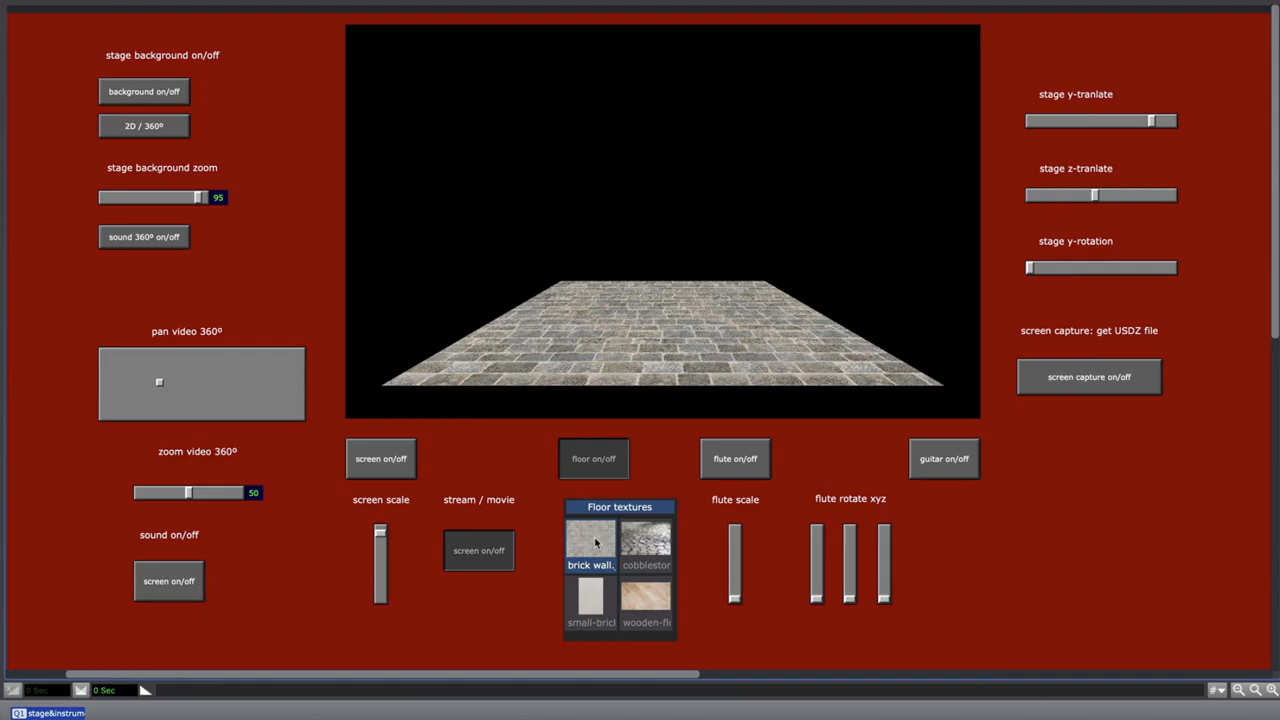 stage background on/off
background on/off
2D / 360º
stage background zoom
95
sound 360º on/off
pan video 360º
zoom video 360º
50
sound on/off
screen on/off
screen on/off
screen scale
stream / movie
screen on/off
floor on/off
Floor textures
brick wall.
cobblestor
small-brick
wooden-flo
flute on/off
flute scale
flute rotate xyz
guitar on/off
stage y-tranlate
stage z-tranlate
stage y-rotation
screen capture: get USDZ file
screen capture on/off
0 Sec
0 Sec
#
Q1 stage&instrum